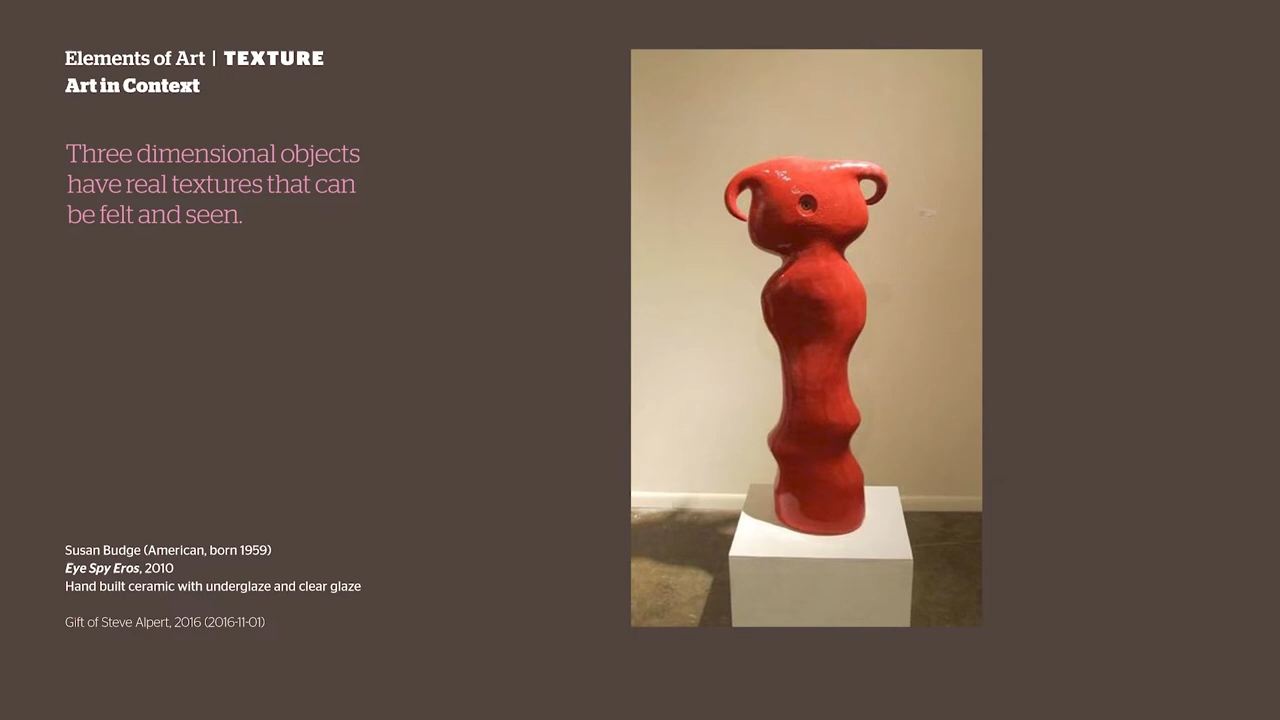 Elements of Art | TEXTURE
Art in Context
Three dimensional objects
have real textures that can
be felt and seen.
Susan Budge (American, born 1959)
Eye Spy Eros, 2010
Hand built ceramic with underglaze and clear glaze
Gift of Steve Alpert, 2016 (2016-11-01)